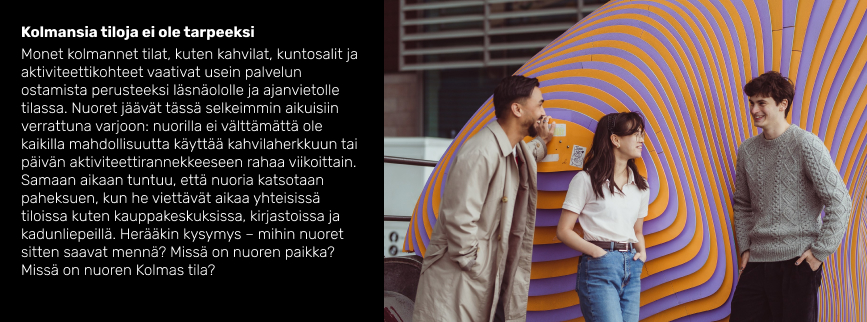 Kolmansia tiloja ei ole tarpeeksi
Monet kolmannet tilat, kuten kahvilat, kuntosalit ja
aktiviteettikohteet vaativat usein palvelun
ostamista perusteeksi läsnäololle ja ajanvietolle
tilassa. Nuoret jäävät tässä selkeimmin aikuisiin
verrattuna varjoon: nuorilla ei välttämättä ole
kaikilla mahdollisuutta käyttää kahvilaherkkuun tai
päivän aktiviteettirannekkeeseen rahaa viikoittain.
Samaan aikaan tuntuu, että nuoria katsotaan
paheksuen, kun he viettävät aikaa yhteisissä
tiloissa kuten kauppakeskuksissa, kirjastoissa ja
kadunliepeillä. Herääkin kysymys – mihin nuoret
sitten saavat mennä? Missä on nuoren paikka?
Missä on nuoren Kolmas tila?